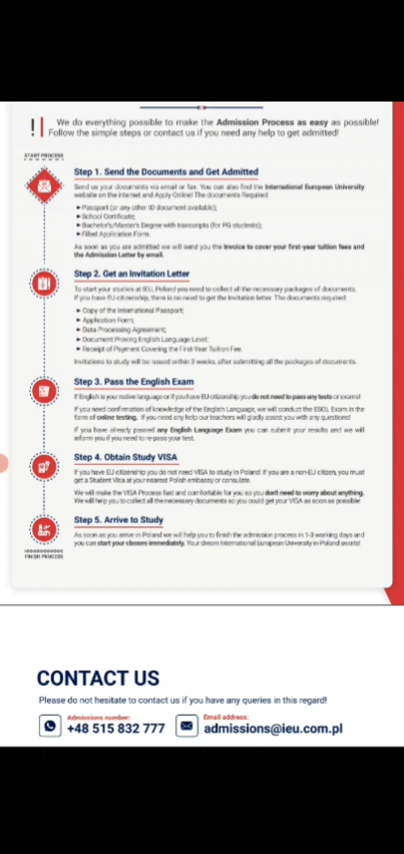 We do everything possible to make the Admission Process as easy as possible!
Follow the simple steps or contact us if you need any help to get admitted!
START PROCESS
Step 1. Send the Documents and Get Admitted
Send us your documents via email or fax. You can also find the International European University
website on the internet and Apply Online! The documents Required:
Passport (or any other ID document available);
School Certificate;
Bachelor's/Master's Degree with transcripts (for PG students);
Filled Application Form.
As soon as you are admitted we will send you the invoice to cover your first-year tuition fees and
the Admission Letter by email.
Step 2. Get an Invitation Letter
To start your studies at IEU, Poland you need to collect all the necessary packages of documents.
If you have EU citizenship, there is no need to get the Invitation letter. The documents required:
Copy of the International Passport;
Application Form;
Data Processing Agreement;
Document Proving English Language Level;
Receipt of Payment Covering the First-Year Tuition Fee.
Invitations to study will be issued within 3 weeks, after submitting all the packages of documents.
Step 3. Pass the English Exam
If English is your native language or if you have EU citizenship you do not need to pass any tests or exams!
If you need confirmation of knowledge of the English Language, we will conduct the ESOL Exam in the
form of online testing. If you need any help our teachers will gladly assist you with any questions!
If you have already passed any English Language Exam you can submit your results and we will
inform you if you need to re-pass your test.
Step 4. Obtain Study VISA
If you have EU citizenship you do not need VISA to study in Poland! If you are a non-EU citizen, you must
get a Student Visa at your nearest Polish embassy or consulate.
We will make the VISA Process fast and comfortable for you so you don't need to worry about anything.
We will help you to collect all the necessary documents so you could get your VISA as soon as possible!
Step 5. Arrive to Study
As soon as you arrive in Poland we will help you to finish the admission process in 1-3 working days and
you can start your classes immediately. Your dream International European University in Poland awaits!
FINISH PROCESS
CONTACT US
Please do not hesitate to contact us if you have any queries in this regard!
Admissions number:
+48 515 832 777
Email address:
admissions@ieu.com.pl